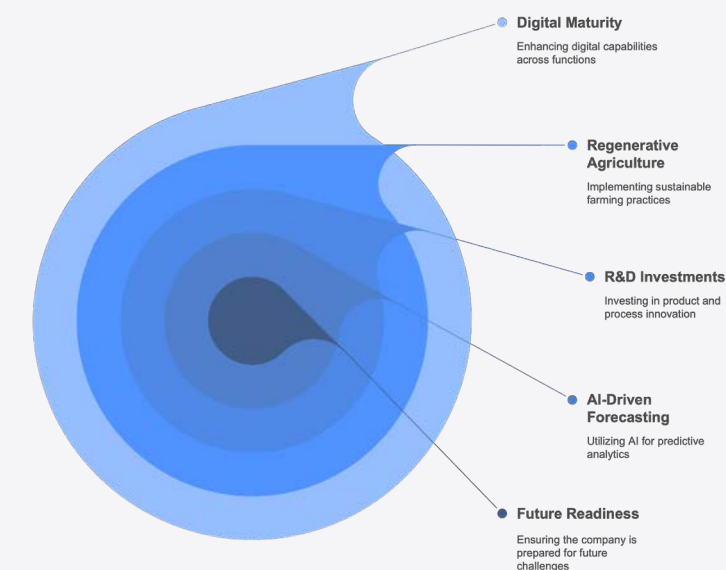 Digital Maturity
Enhancing digital capabilities
across functions
Regenerative
Agriculture
Implementing sustainable
farming practices
R&D Investments
Investing in product and
process innovation
AI-Driven
Forecasting
Utilizing AI for predictive
analytics
Future Readiness
Ensuring the company is
prepared for future
challenges